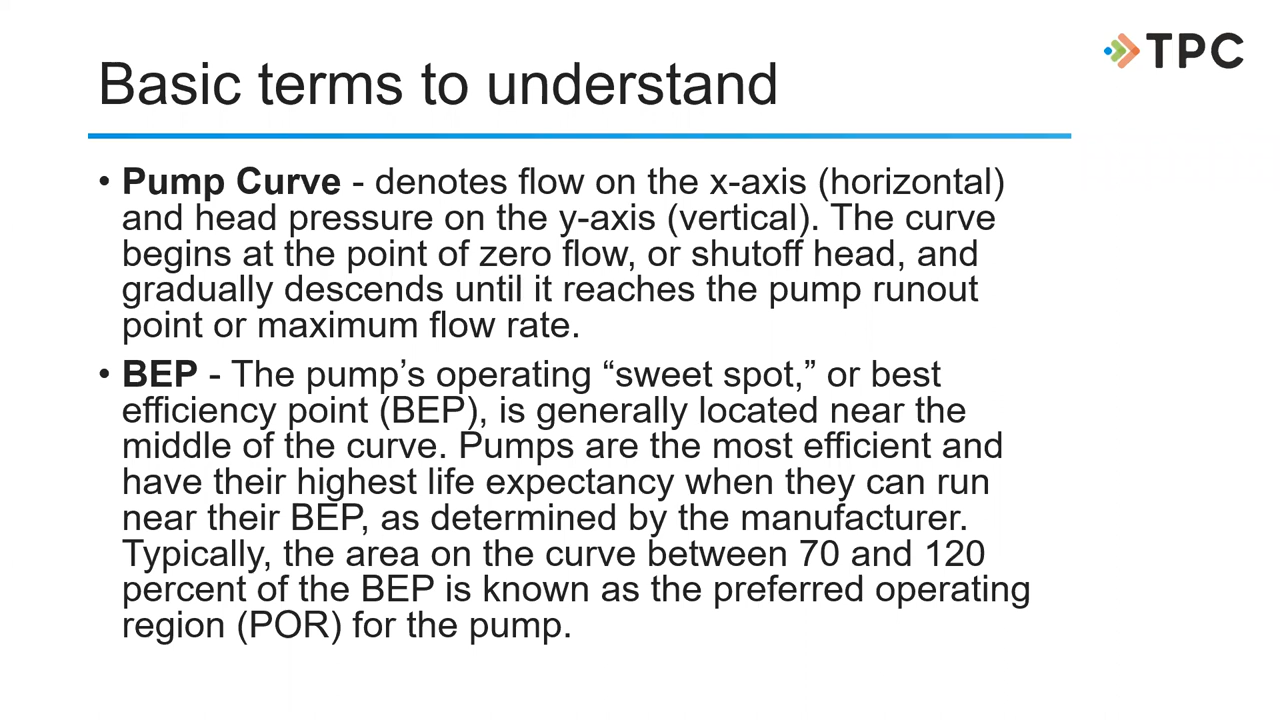 TPC
Basic terms to understand
• Pump Curve - denotes flow on the x-axis (horizontal)
and head pressure on the y-axis (vertical). The curve
begins at the point of zero flow, or shutoff head, and
gradually descends until it reaches the pump runout
point or maximum flow rate.
• BEP - The pump’s operating “sweet spot,” or best
efficiency point (BEP), is generally located near the
middle of the curve. Pumps are the most efficient and
have their highest life expectancy when they can run
near their BEP, as determined by the manufacturer.
Typically, the area on the curve between 70 and 120
percent of the BEP is known as the preferred operating
region (POR) for the pump.